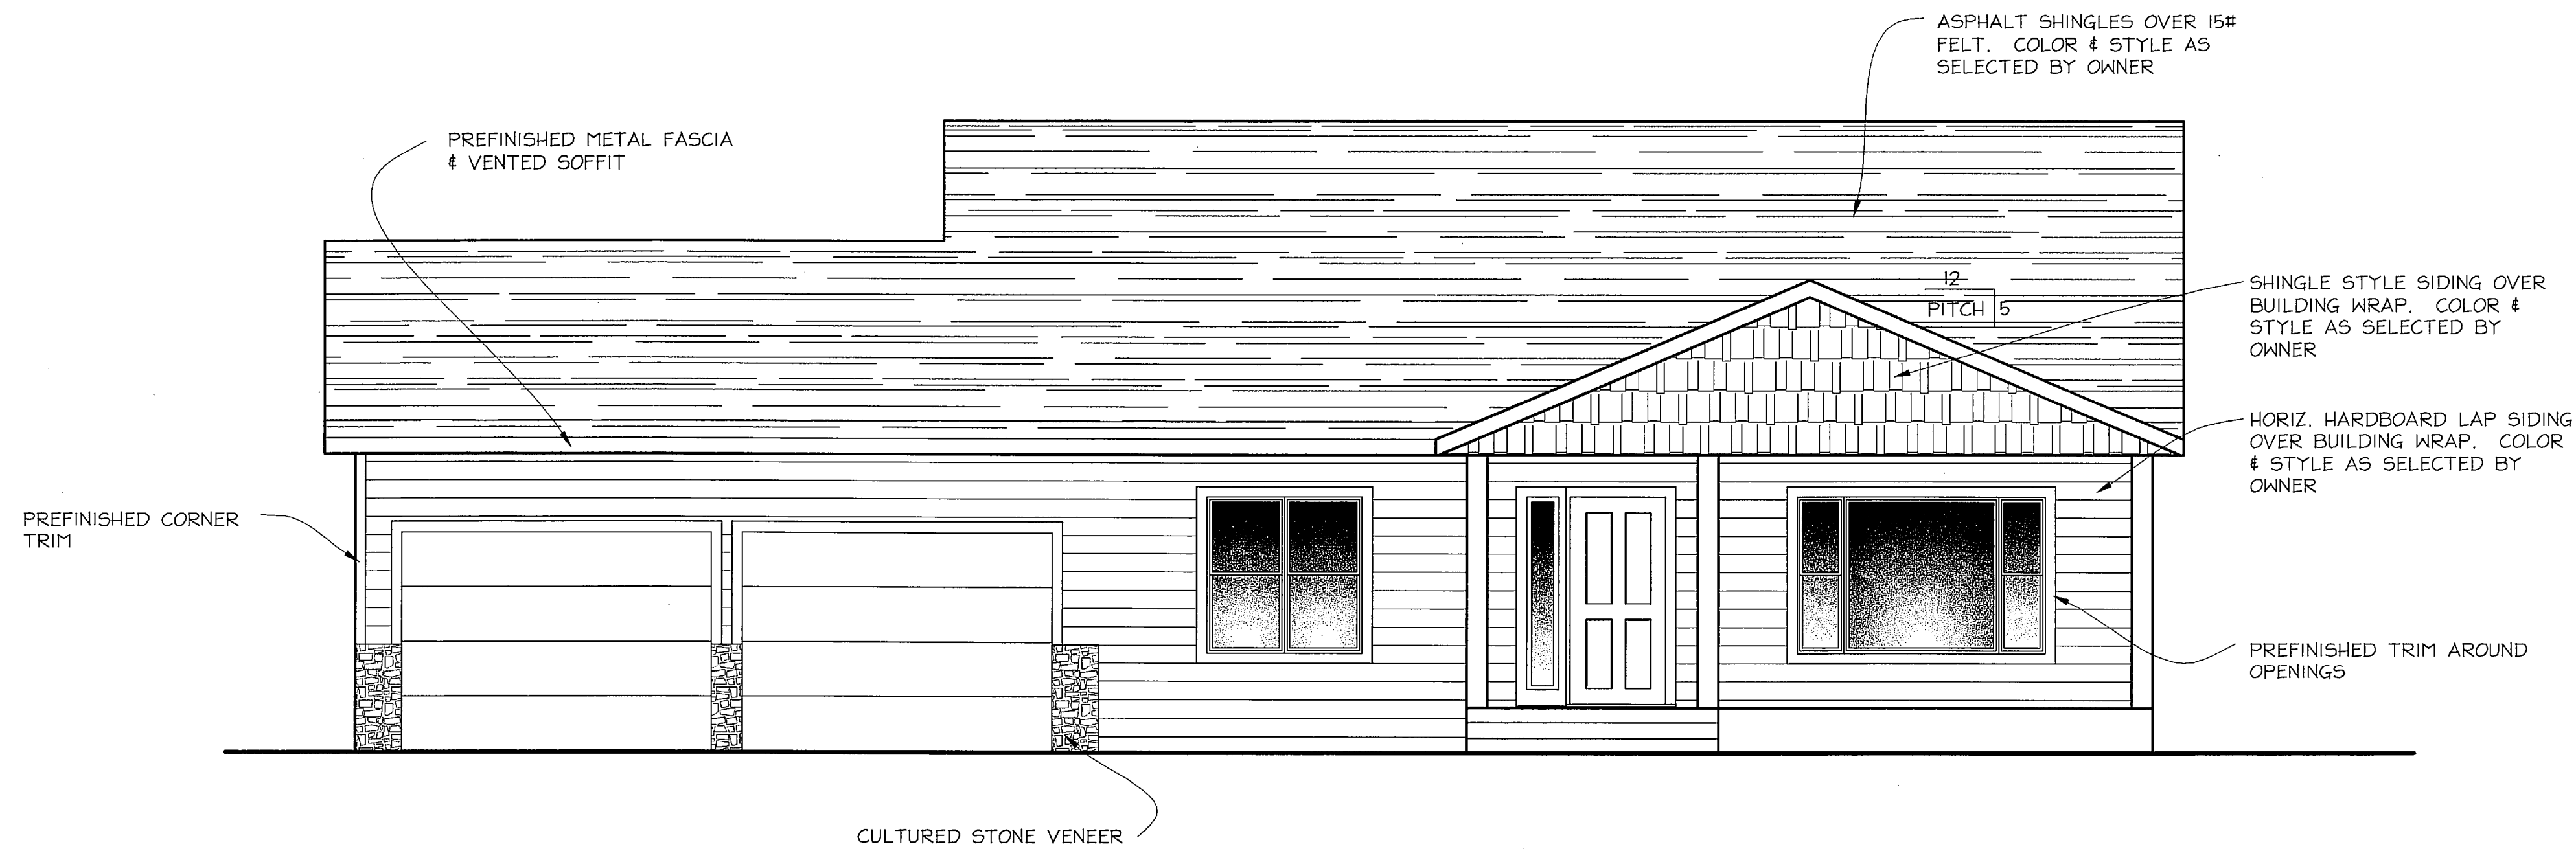 ASPHALT SHINGLES OVER 15#
FELT. COLOR & STYLE AS
SELECTED BY OWNER
PREFINISHED METAL FASCIA
& VENTED SOFFIT
12
PITCH 5
SHINGLE STYLE SIDING OVER
BUILDING WRAP. COLOR &
STYLE AS SELECTED BY
OWNER
HORIZ. HARDBOARD LAP SIDING
OVER BUILDING WRAP. COLOR
& STYLE AS SELECTED BY
OWNER
PREFINISHED CORNER
TRIM
PREFINISHED TRIM AROUND
OPENINGS
CULTURED STONE VENEER